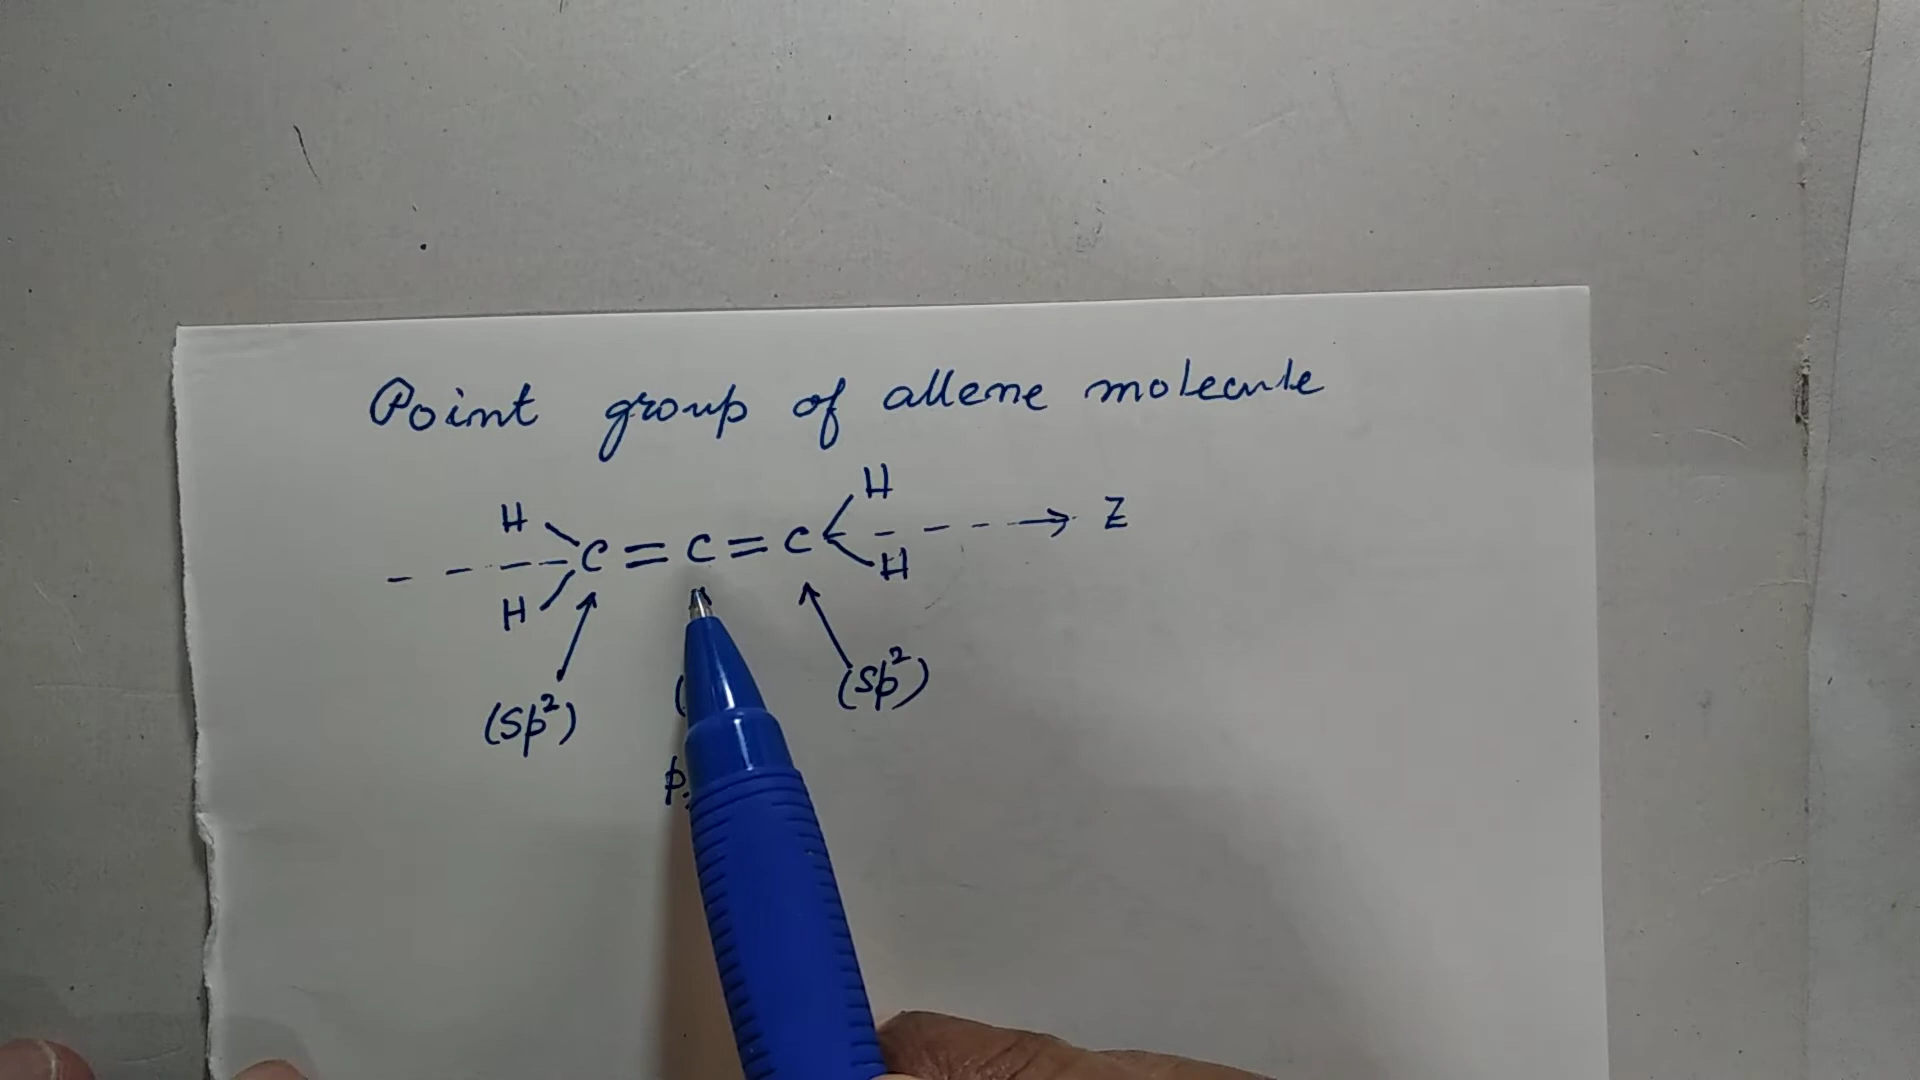 Point group of allene molecule
H H
C = C = C Z
H H
(sp²) ( (sp²)
p